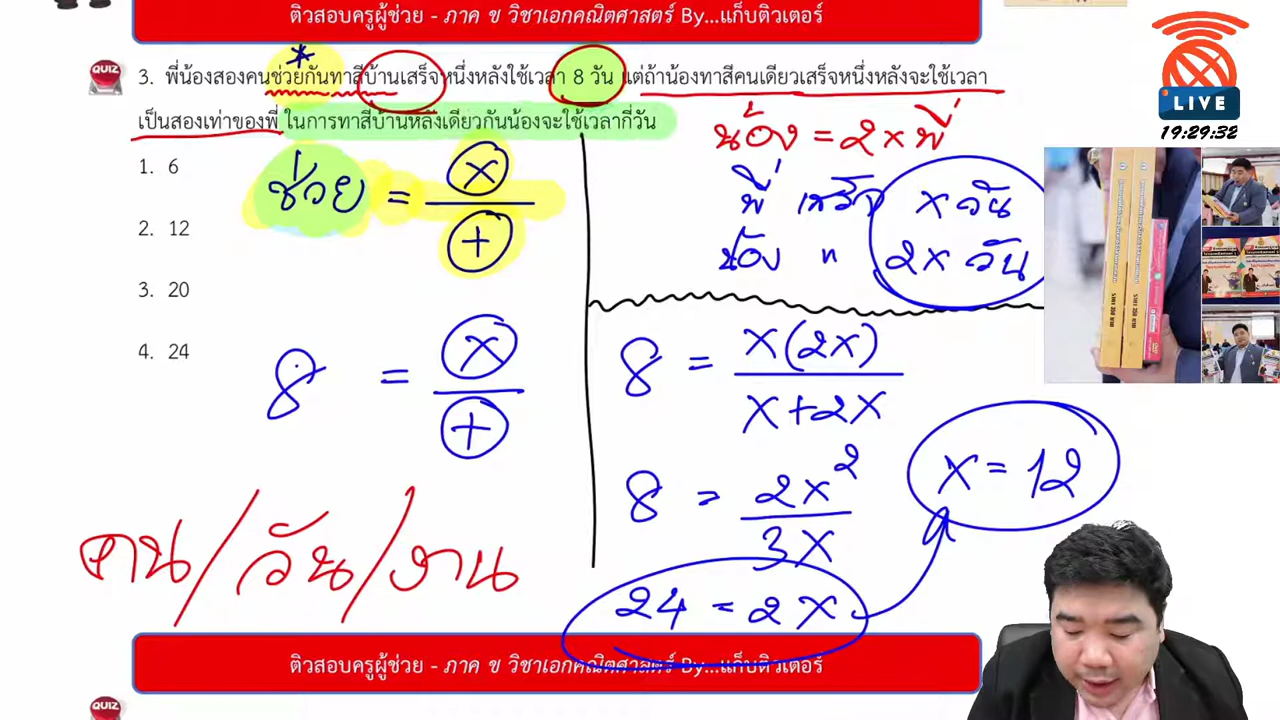 ติวสอบครูผู้ช่วย - ภาค ข วิชาเอกคณิตศาสตร์ By...แก็บติวเตอร์
LIVE
19:29:32
QUIZ
3. พี่น้องสองคนช่วยกันทาสีบ้านเสร็จหนึ่งหลังใช้เวลา 8 วัน แต่ถ้าน้องทาสีคนเดียวเสร็จหนึ่งหลังจะใช้เวลา
เป็นสองเท่าของพี่ ในการทาสีบ้านหลังเดียวกันน้องจะใช้เวลากี่วัน
1. 6
2. 12
3. 20
4. 24
ช่วย = x / +
8 = x / +
คน/วัน/งาน
น้อง = 2 x พี่
พี่ เสร็จ x วัน
น้อง " 2x วัน
8 = x(2x) / x+2x
8 = 2x² / 3x
24 = 2x
x = 12
ติวสอบครูผู้ช่วย - ภาค ข วิชาเอกคณิตศาสตร์ By...แก็บติวเตอร์
QUIZ